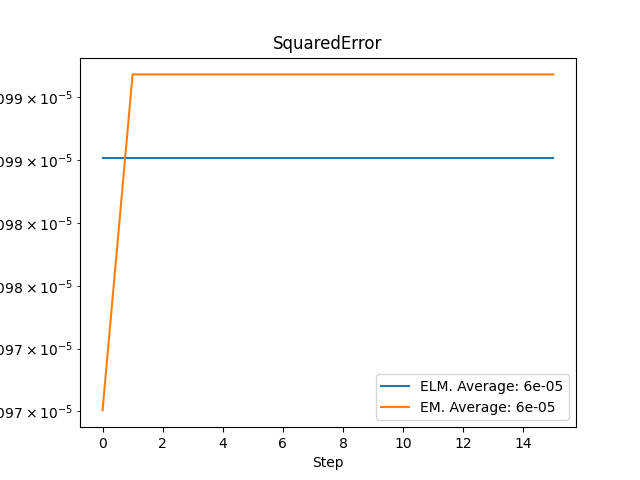 SquaredError
099 × 10⁻⁵
099 × 10⁻⁵
098 × 10⁻⁵
098 × 10⁻⁵
097 × 10⁻⁵
097 × 10⁻⁵
ELM. Average: 6e-05
EM. Average: 6e-05
0 2 4 6 8 10 12 14
Step